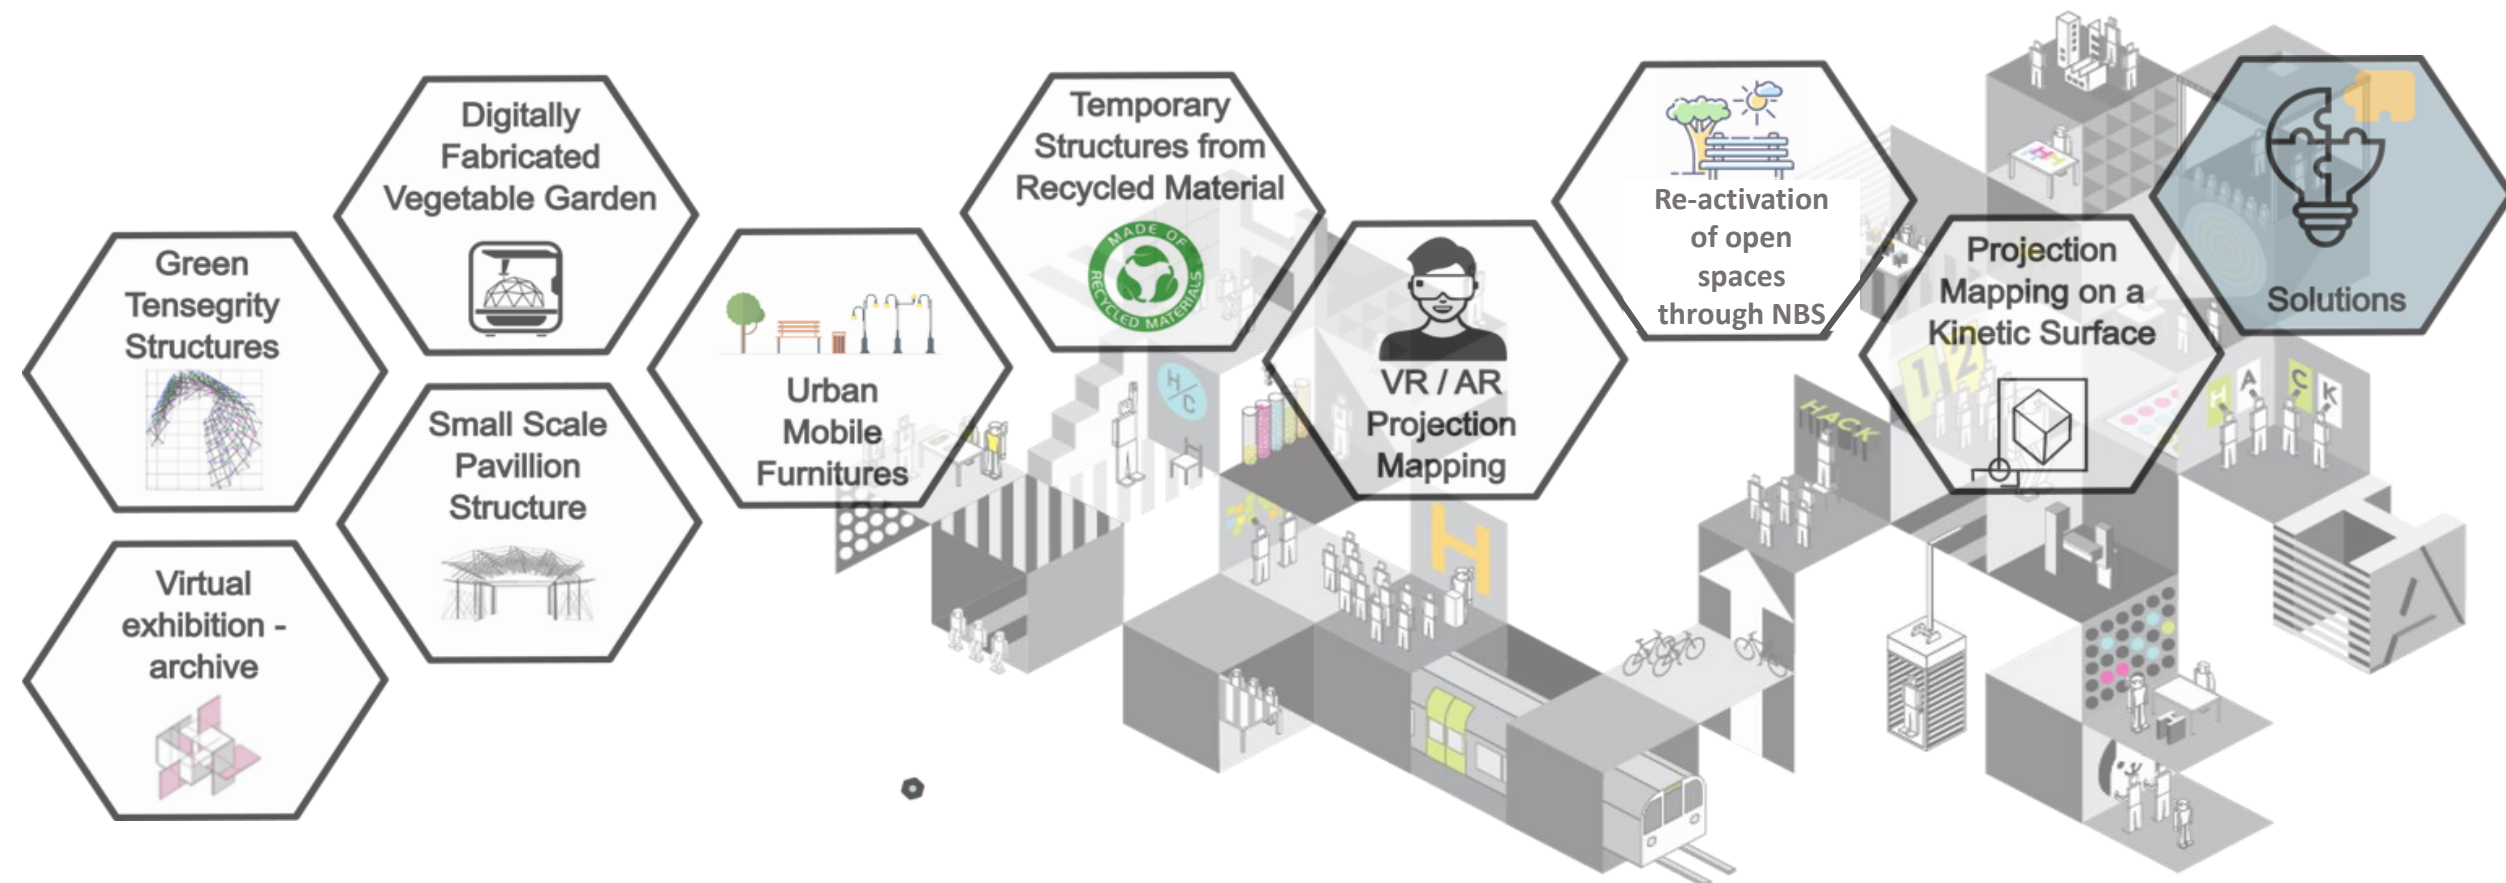 Green
Tensegrity
Structures
Virtual
exhibition -
archive
Digitally
Fabricated
Vegetable Garden
Small Scale
Pavillion
Structure
Urban
Mobile
Furnitures
Temporary
Structures from
Recycled Material
MADE OF
RECYCLED MATERIALS
VR / AR
Projection
Mapping
Re-activation
of open
spaces
through NBS
Projection
Mapping on a
Kinetic Surface
Solutions
H/C
H
HACK
12
H A C K